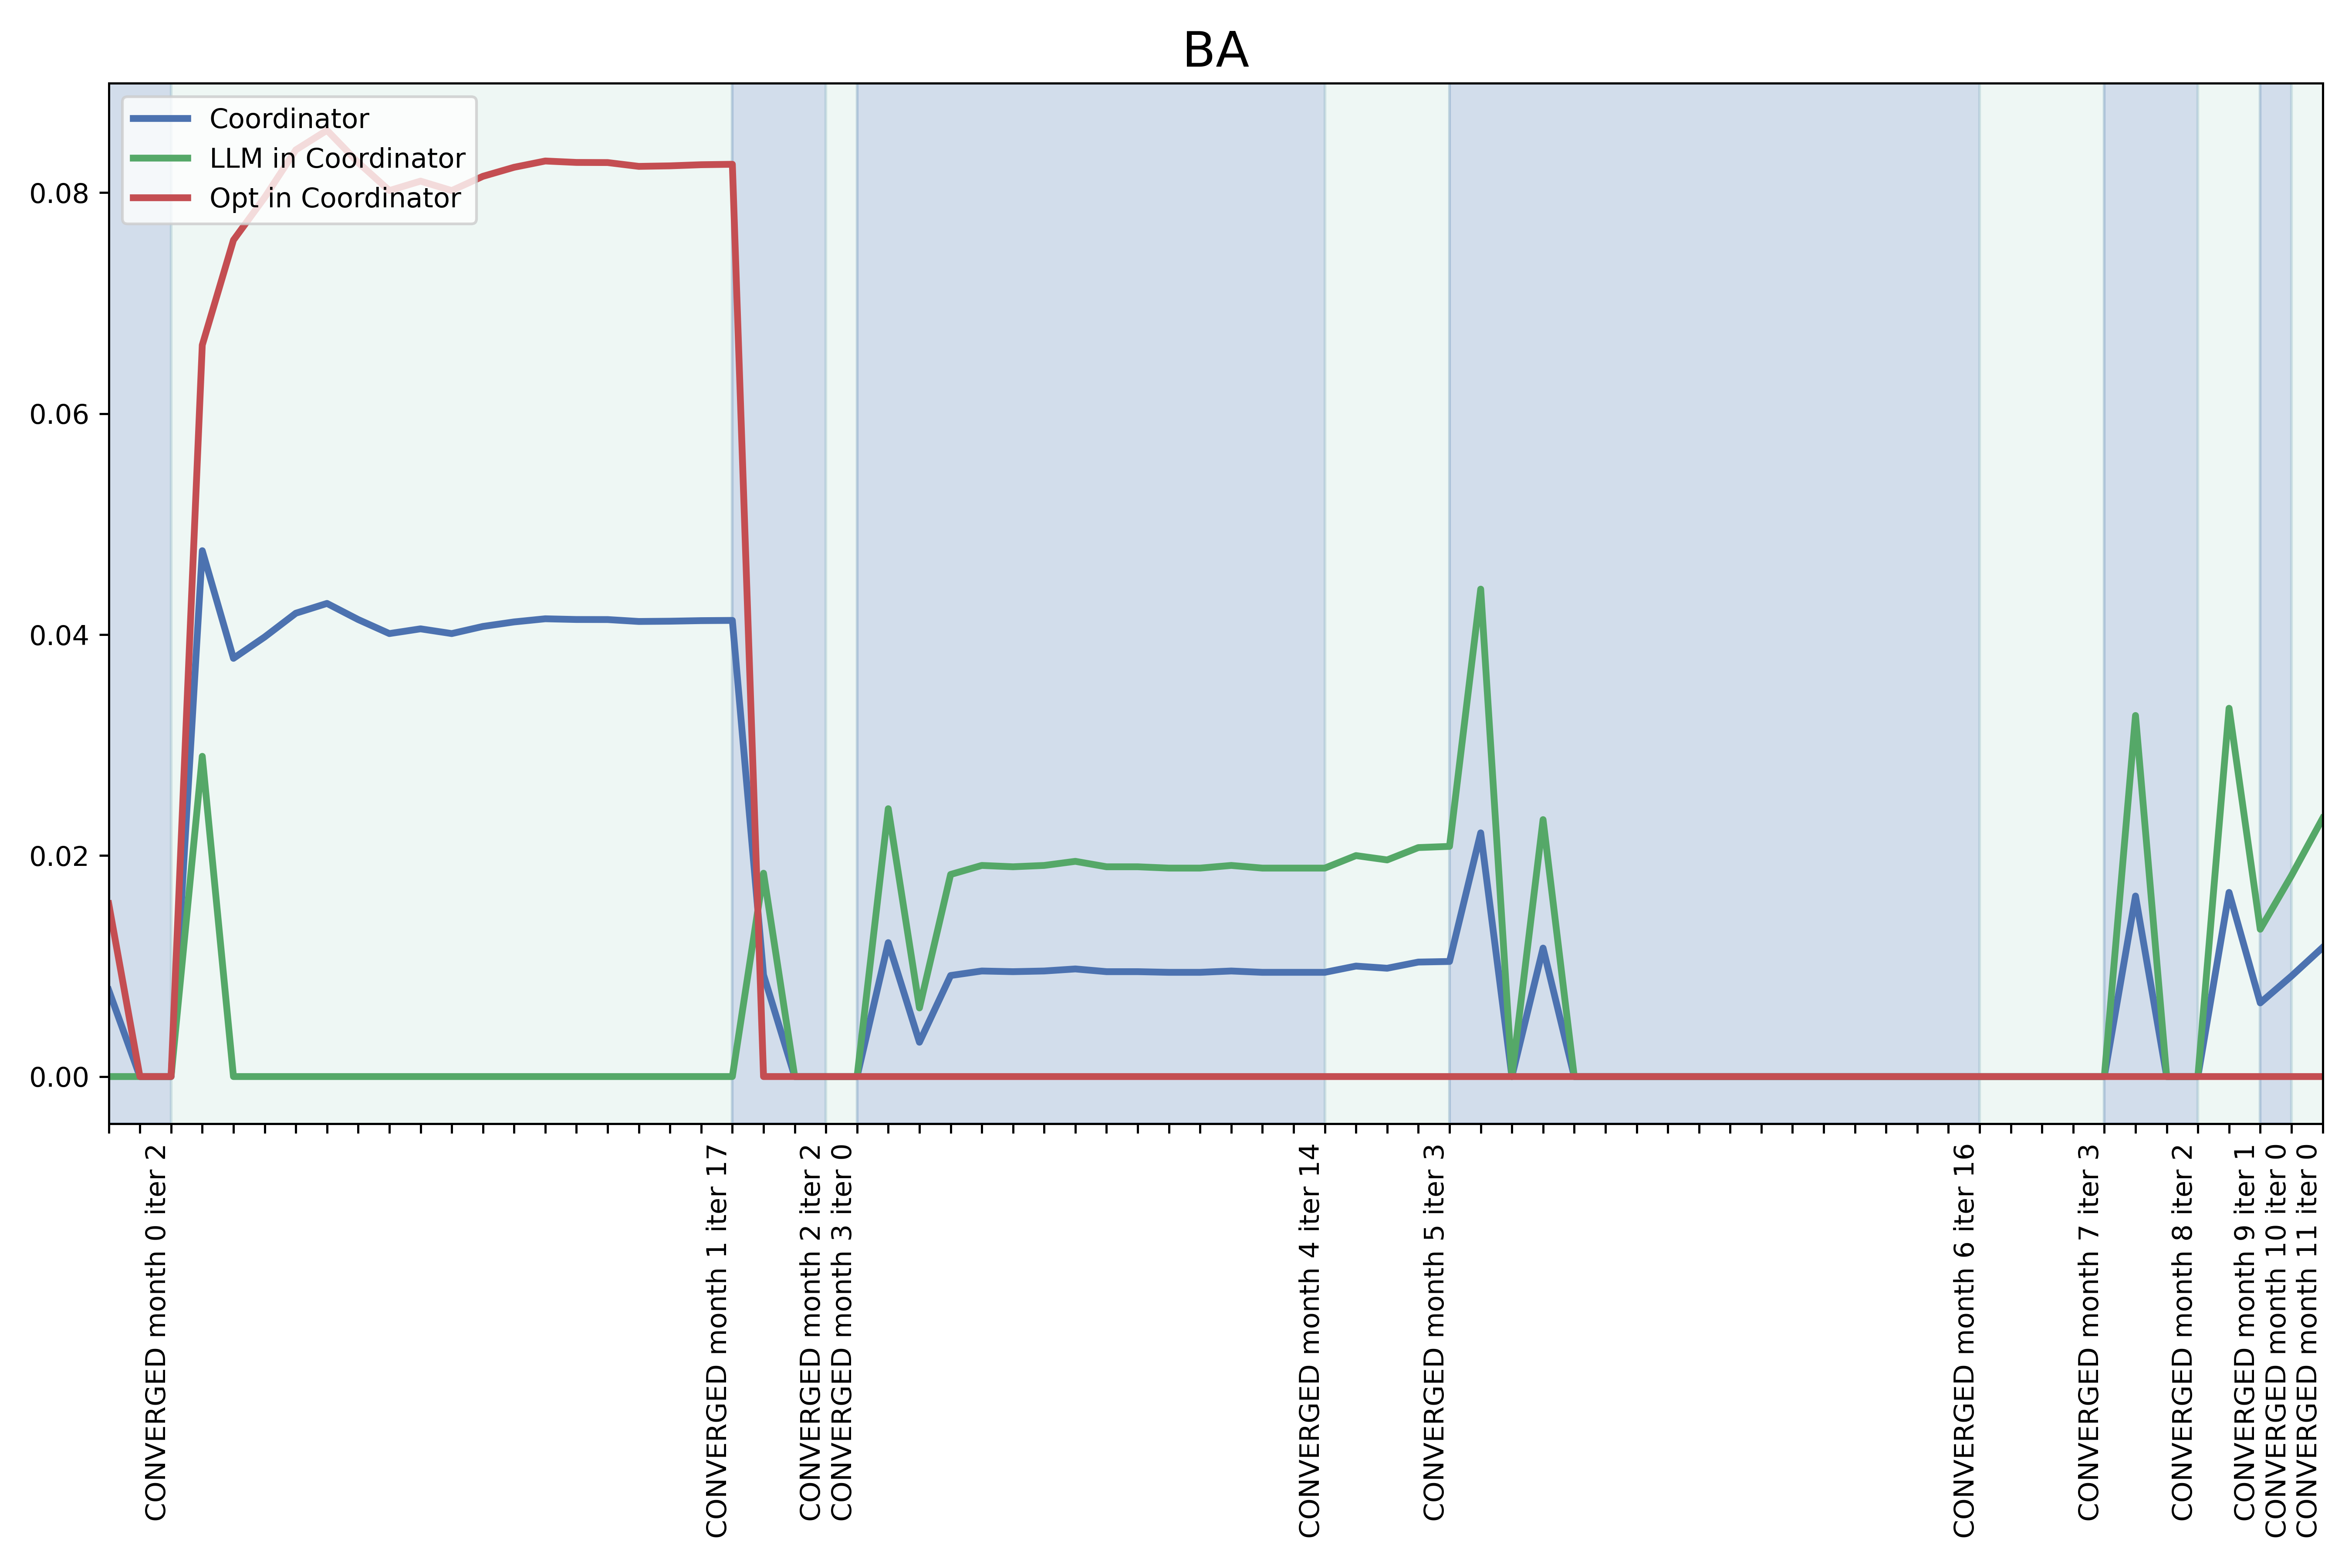 BA
Coordinator
LLM in Coordinator
Opt in Coordinator
0.08
0.06
0.04
0.02
0.00
CONVERGED month 0 iter 2
CONVERGED month 1 iter 17
CONVERGED month 2 iter 2
CONVERGED month 3 iter 0
CONVERGED month 4 iter 14
CONVERGED month 5 iter 3
CONVERGED month 6 iter 16
CONVERGED month 7 iter 3
CONVERGED month 8 iter 2
CONVERGED month 9 iter 1
CONVERGED month 10 iter 0
CONVERGED month 11 iter 0